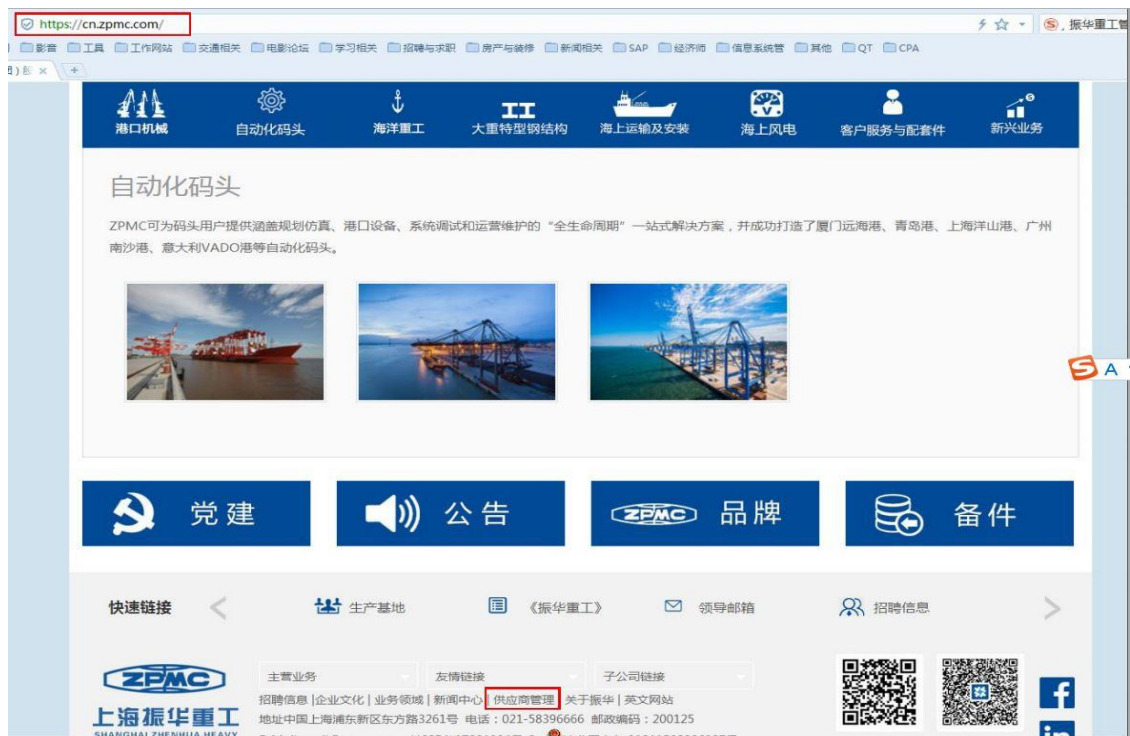 https://cn.zpmc.com/
振华重工管
影音 工具 工作网站 交通相关 电影论坛 学习相关 招聘与求职 房产与装修 新闻相关 SAP 经济师 信息系统管 其他 QT CPA
港口机械 自动化码头 海洋重工 大重特型钢结构 海上运输及安装 海上风电 客户服务与配套件 新兴业务
自动化码头
ZPMC可为码头用户提供涵盖规划仿真、港口设备、系统调试和运营维护的“全生命周期”一站式解决方案，并成功打造了厦门远海港、青岛港、上海洋山港、广州
南沙港、意大利VADO港等自动化码头。
A
党建 公告 ZPMC 品牌 备件
快速链接 生产基地 《振华重工》 领导邮箱 招聘信息
ZPMC
主营业务 友情链接 子公司链接
招聘信息 |企业文化 | 业务领域 | 新闻中心 | 供应商管理 | 关于振华 | 英文网站
上海振华重工
地址中国上海浦东新区东方路3261号 电话：021-58396666 邮政编码：200125
SHANGHAI ZHENHUA HEAVY